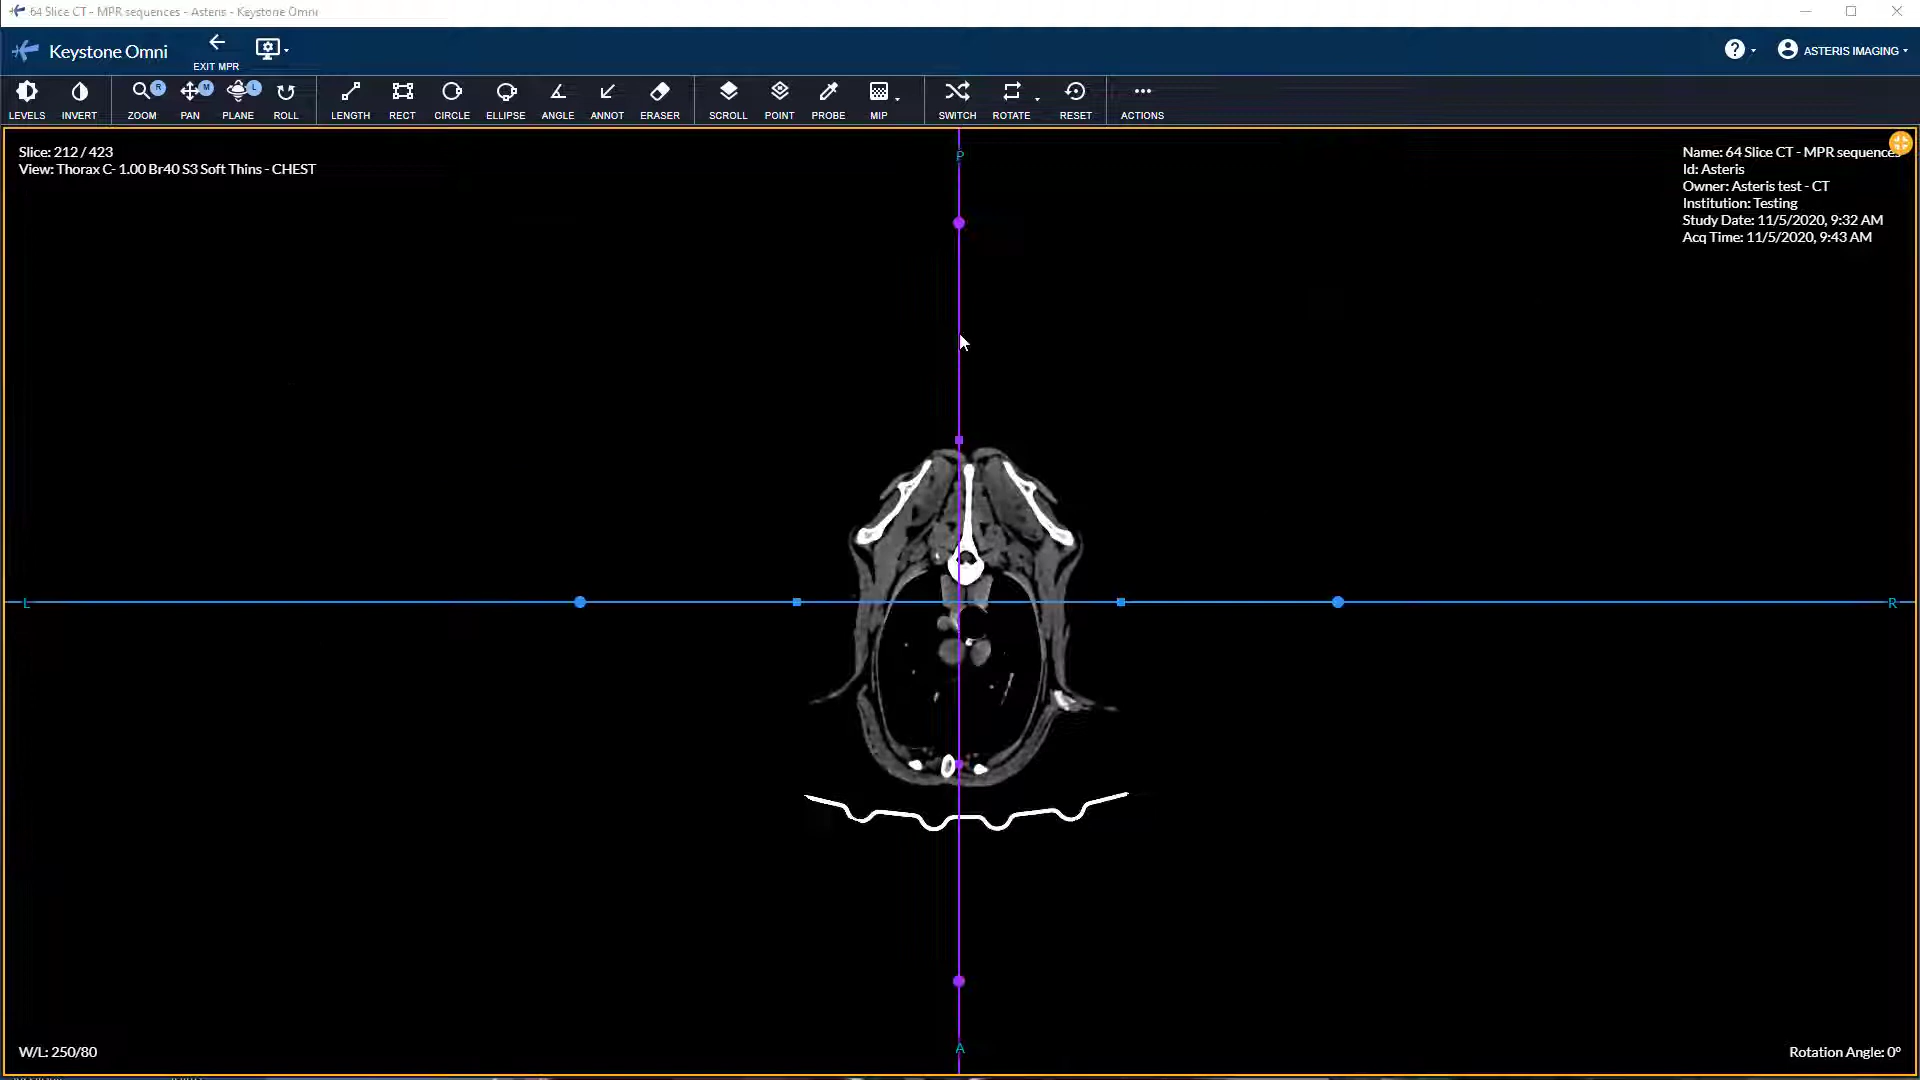 64 Slice CT - MPR sequences - Asteris - Keystone Omni
Keystone Omni
EXIT MPR
?
ASTERIS IMAGING
R
M
L
LEVELS INVERT ZOOM PAN PLANE ROLL LENGTH RECT CIRCLE ELLIPSE ANGLE ANNOT ERASER SCROLL POINT PROBE MIP SWITCH ROTATE RESET ACTIONS
Slice: 212 / 423
View: Thorax C- 1.00 Br40 S3 Soft Thins - CHEST
P
Name: 64 Slice CT - MPR sequences
Id: Asteris
Owner: Asteris test - CT
Institution: Testing
Study Date: 11/5/2020, 9:32 AM
Acq Time: 11/5/2020, 9:43 AM
L
R
W/L: 250/80
A
Rotation Angle: 0°